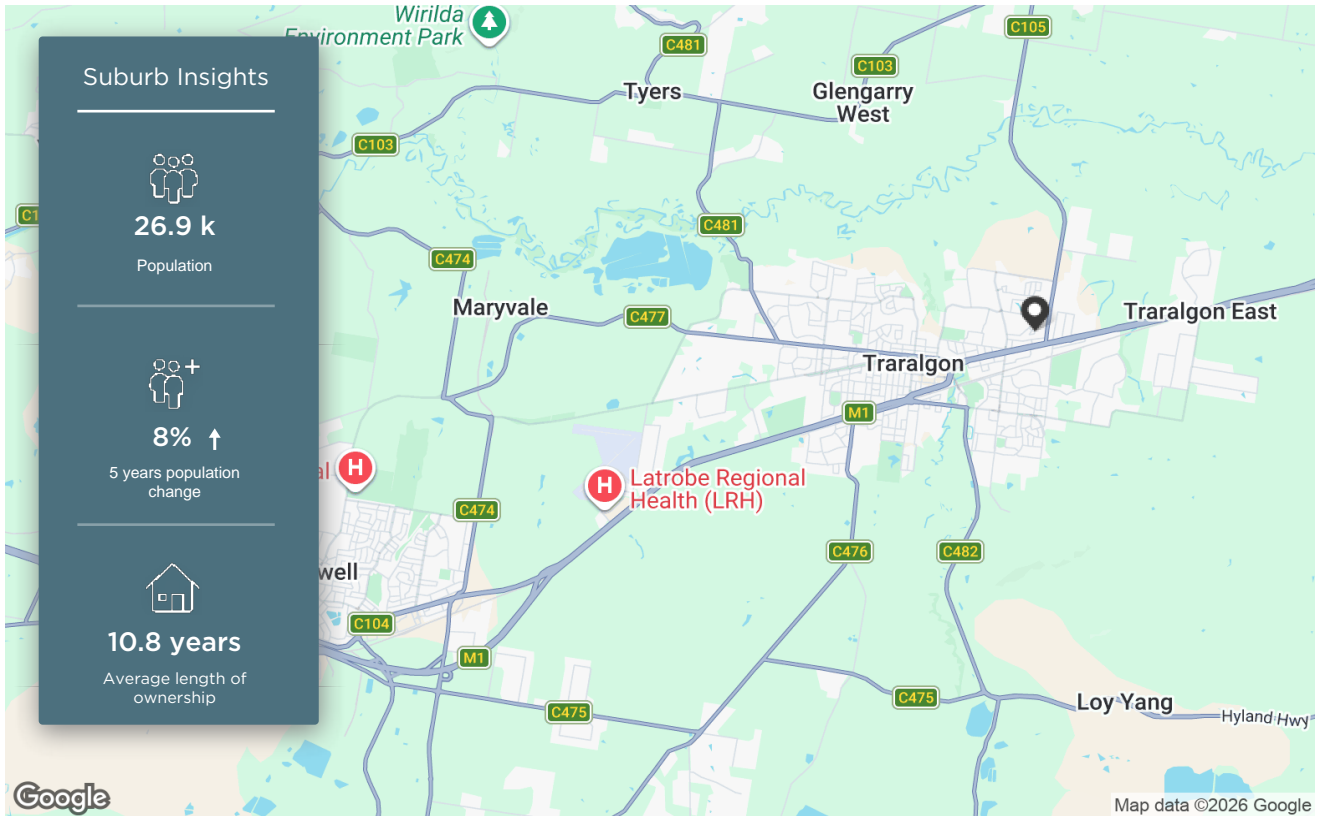 Suburb Insights
26.9 k
Population
8%
5 years population
change
10.8 years
Average length of
ownership
Wirilda
Environment Park
C481
C105
C103
Tyers
Glengarry
West
C103
C1
C481
C474
Maryvale
C477
Traralgon East
Traralgon
M1
al
H
H
Latrobe Regional
Health (LRH)
C474
C476
C482
well
C104
M1
C475
C475
Loy Yang
Hyland Hwy
Google
Map data ©2026 Google